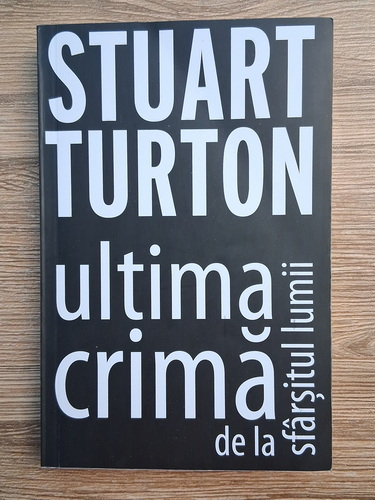 STUART
TURTON
ultima
crimă
de la
sfârșitul lumii